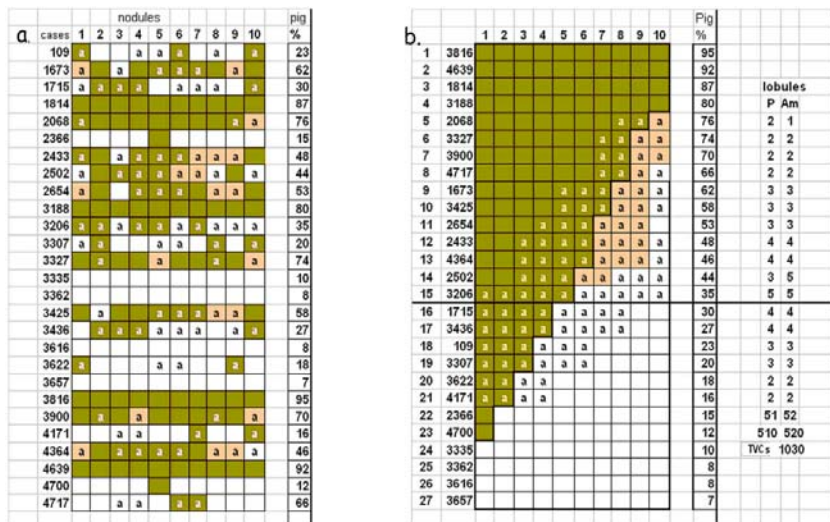 a.
nodules pig
cases 1 2 3 4 5 6 7 8 9 10 %
109 a a a a a a 23
1673 a a a a a a 62
1715 a a a a a a a a 30
1814 87
2068 a a a 76
2366 15
2433 a a a a a a a a 48
2502 a a a a a a a a 44
2654 a a a a a a 53
3188 80
3206 a a a a a a a a a a 35
3307 a a a a a a 20
3327 a a a 74
3335 10
3362 8
3425 a a a a a a 58
3436 a a a a a a a a 27
3616 8
3622 a a a a 18
3657 7
3816 95
3900 a a a a 70
4171 a a a a 16
4364 a a a a a a a a 46
4639 92
4700 12
4717 a a a a 66
b.
Pig
1 2 3 4 5 6 7 8 9 10 %
1 3816 95
2 4639 92
3 1814 87 lobules
4 3188 80 P Am
5 2068 a a a 76 2 1
6 3327 a a a a 74 2 2
7 3900 a a a a 70 2 2
8 4717 a a a a 66 2 2
9 1673 a a a a a a 62 3 3
10 3425 a a a a a a 58 3 3
11 2654 a a a a a a 53 3 3
12 2433 a a a a a a a a 48 4 4
13 4364 a a a a a a a a 46 4 4
14 2502 a a a a a a a a 44 3 5
15 3206 a a a a a a a a a a 35 5 5
16 1715 a a a a a a a a 30 4 4
17 3436 a a a a a a a a 27 4 4
18 109 a a a a a a 23 3 3
19 3307 a a a a a a 20 3 3
20 3622 a a a a 18 2 2
21 4171 a a a a 16 2 2
22 2366 15 51 52
23 4700 12 510 520
24 3335 10 TVCs 1030
25 3362 8
26 3616 8
27 3657 7